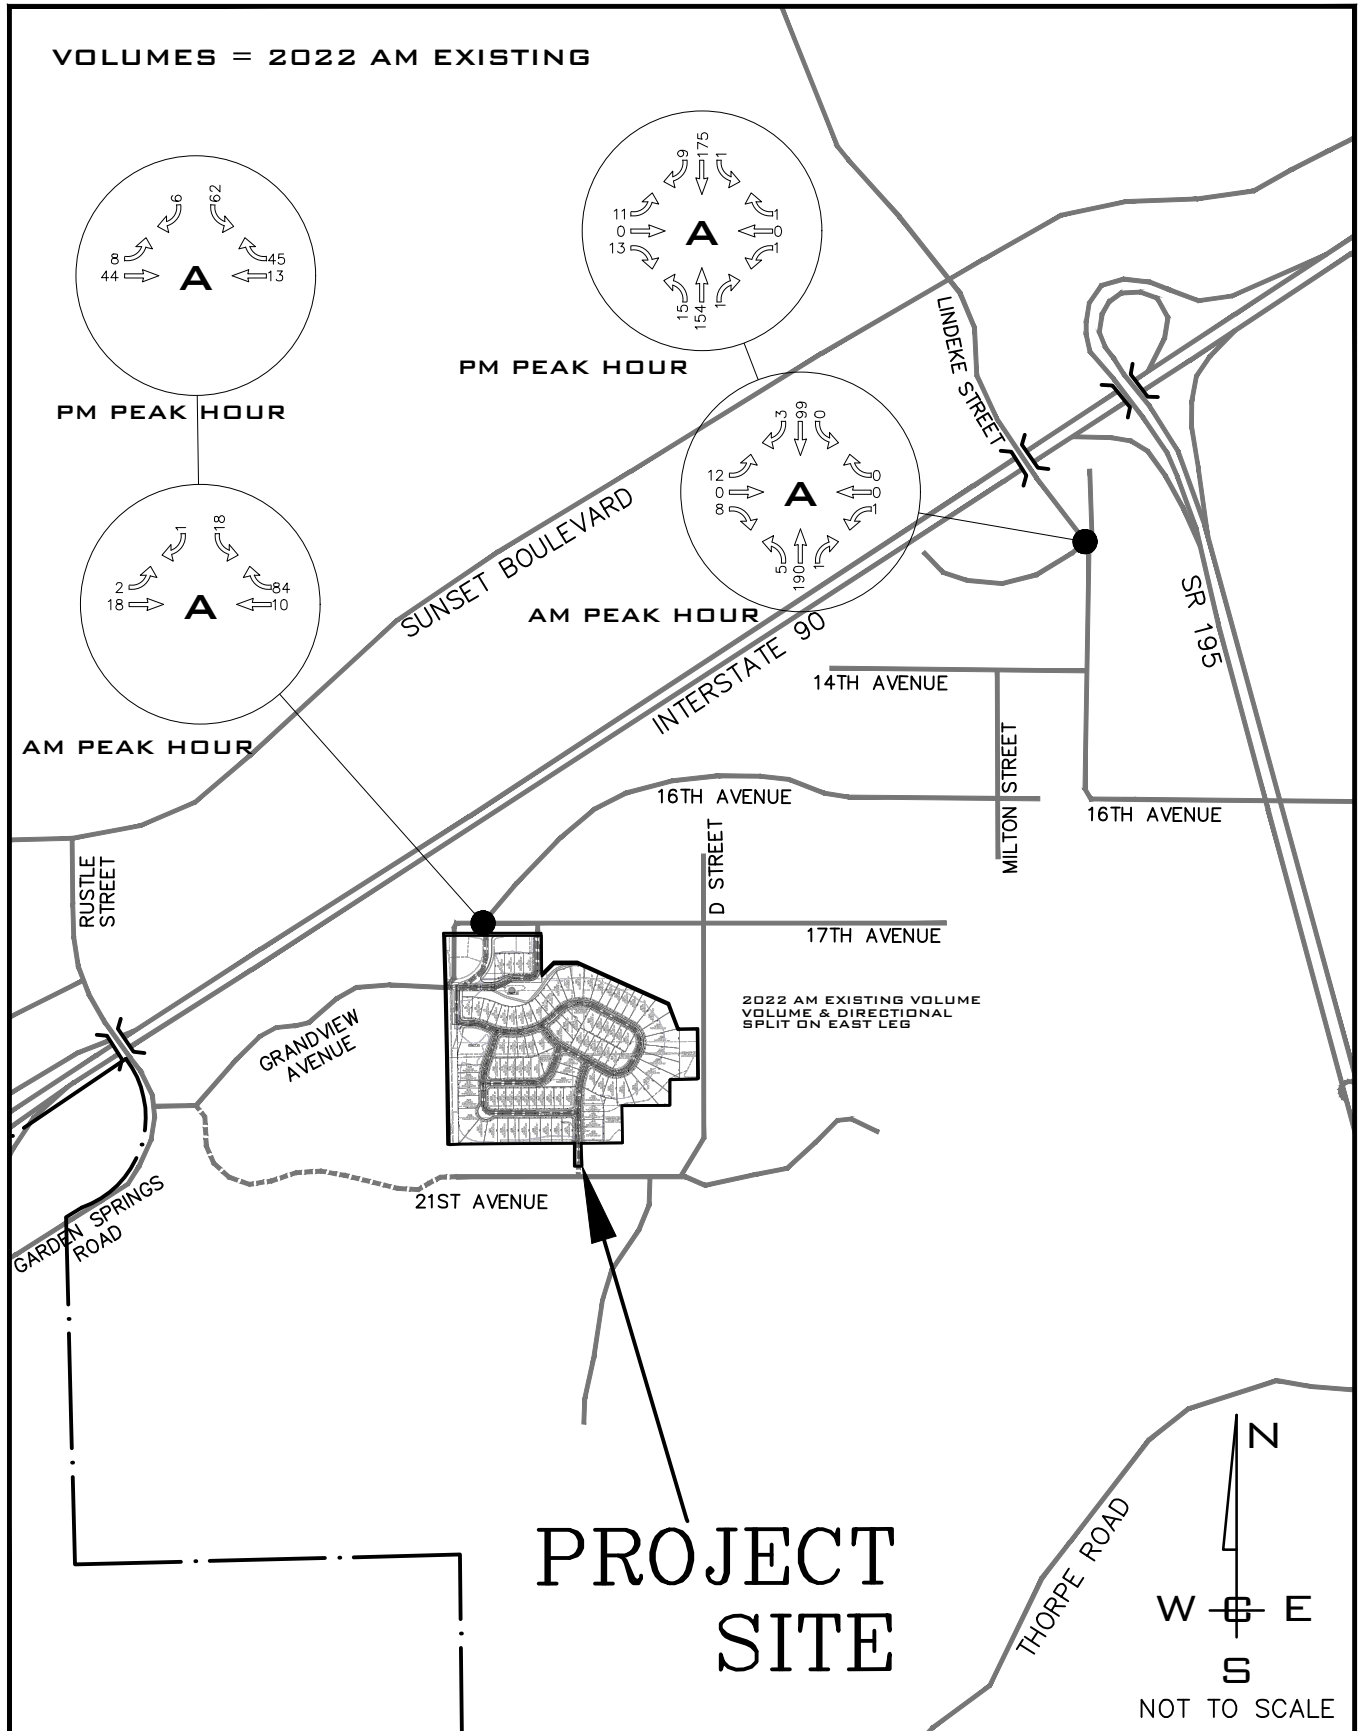 VOLUMES = 2022 AM EXISTING
9
175
1
11
0
13
A
1
0
1
15
154
1
PM PEAK HOUR
6
62
8
44
A
45
13
PM PEAK HOUR
3
99
0
12
0
8
A
0
0
1
5
190
1
AM PEAK HOUR
1
18
2
18
A
84
10
AM PEAK HOUR
LINDEKE STREET
SUNSET BOULEVARD
INTERSTATE 90
SR 195
14TH AVENUE
MILTON STREET
16TH AVENUE
16TH AVENUE
D STREET
RUSTLE
STREET
17TH AVENUE
2022 AM EXISTING VOLUME
VOLUME & DIRECTIONAL
SPLIT ON EAST LEG
GRANDVIEW
AVENUE
21ST AVENUE
GARDEN SPRINGS
ROAD
PROJECT
SITE
THORPE ROAD
N
W E
S
NOT TO SCALE